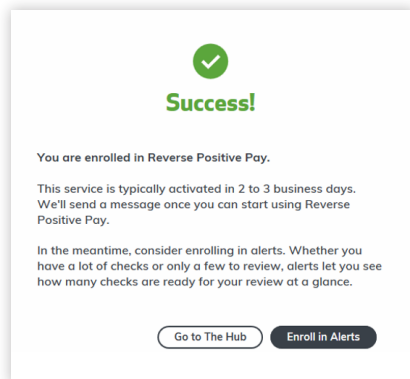 Success!
You are enrolled in Reverse Positive Pay.
This service is typically activated in 2 to 3 business days.
We'll send a message once you can start using Reverse
Positive Pay.
In the meantime, consider enrolling in alerts. Whether you
have a lot of checks or only a few to review, alerts let you see
how many checks are ready for your review at a glance.
Go to The Hub
Enroll in Alerts